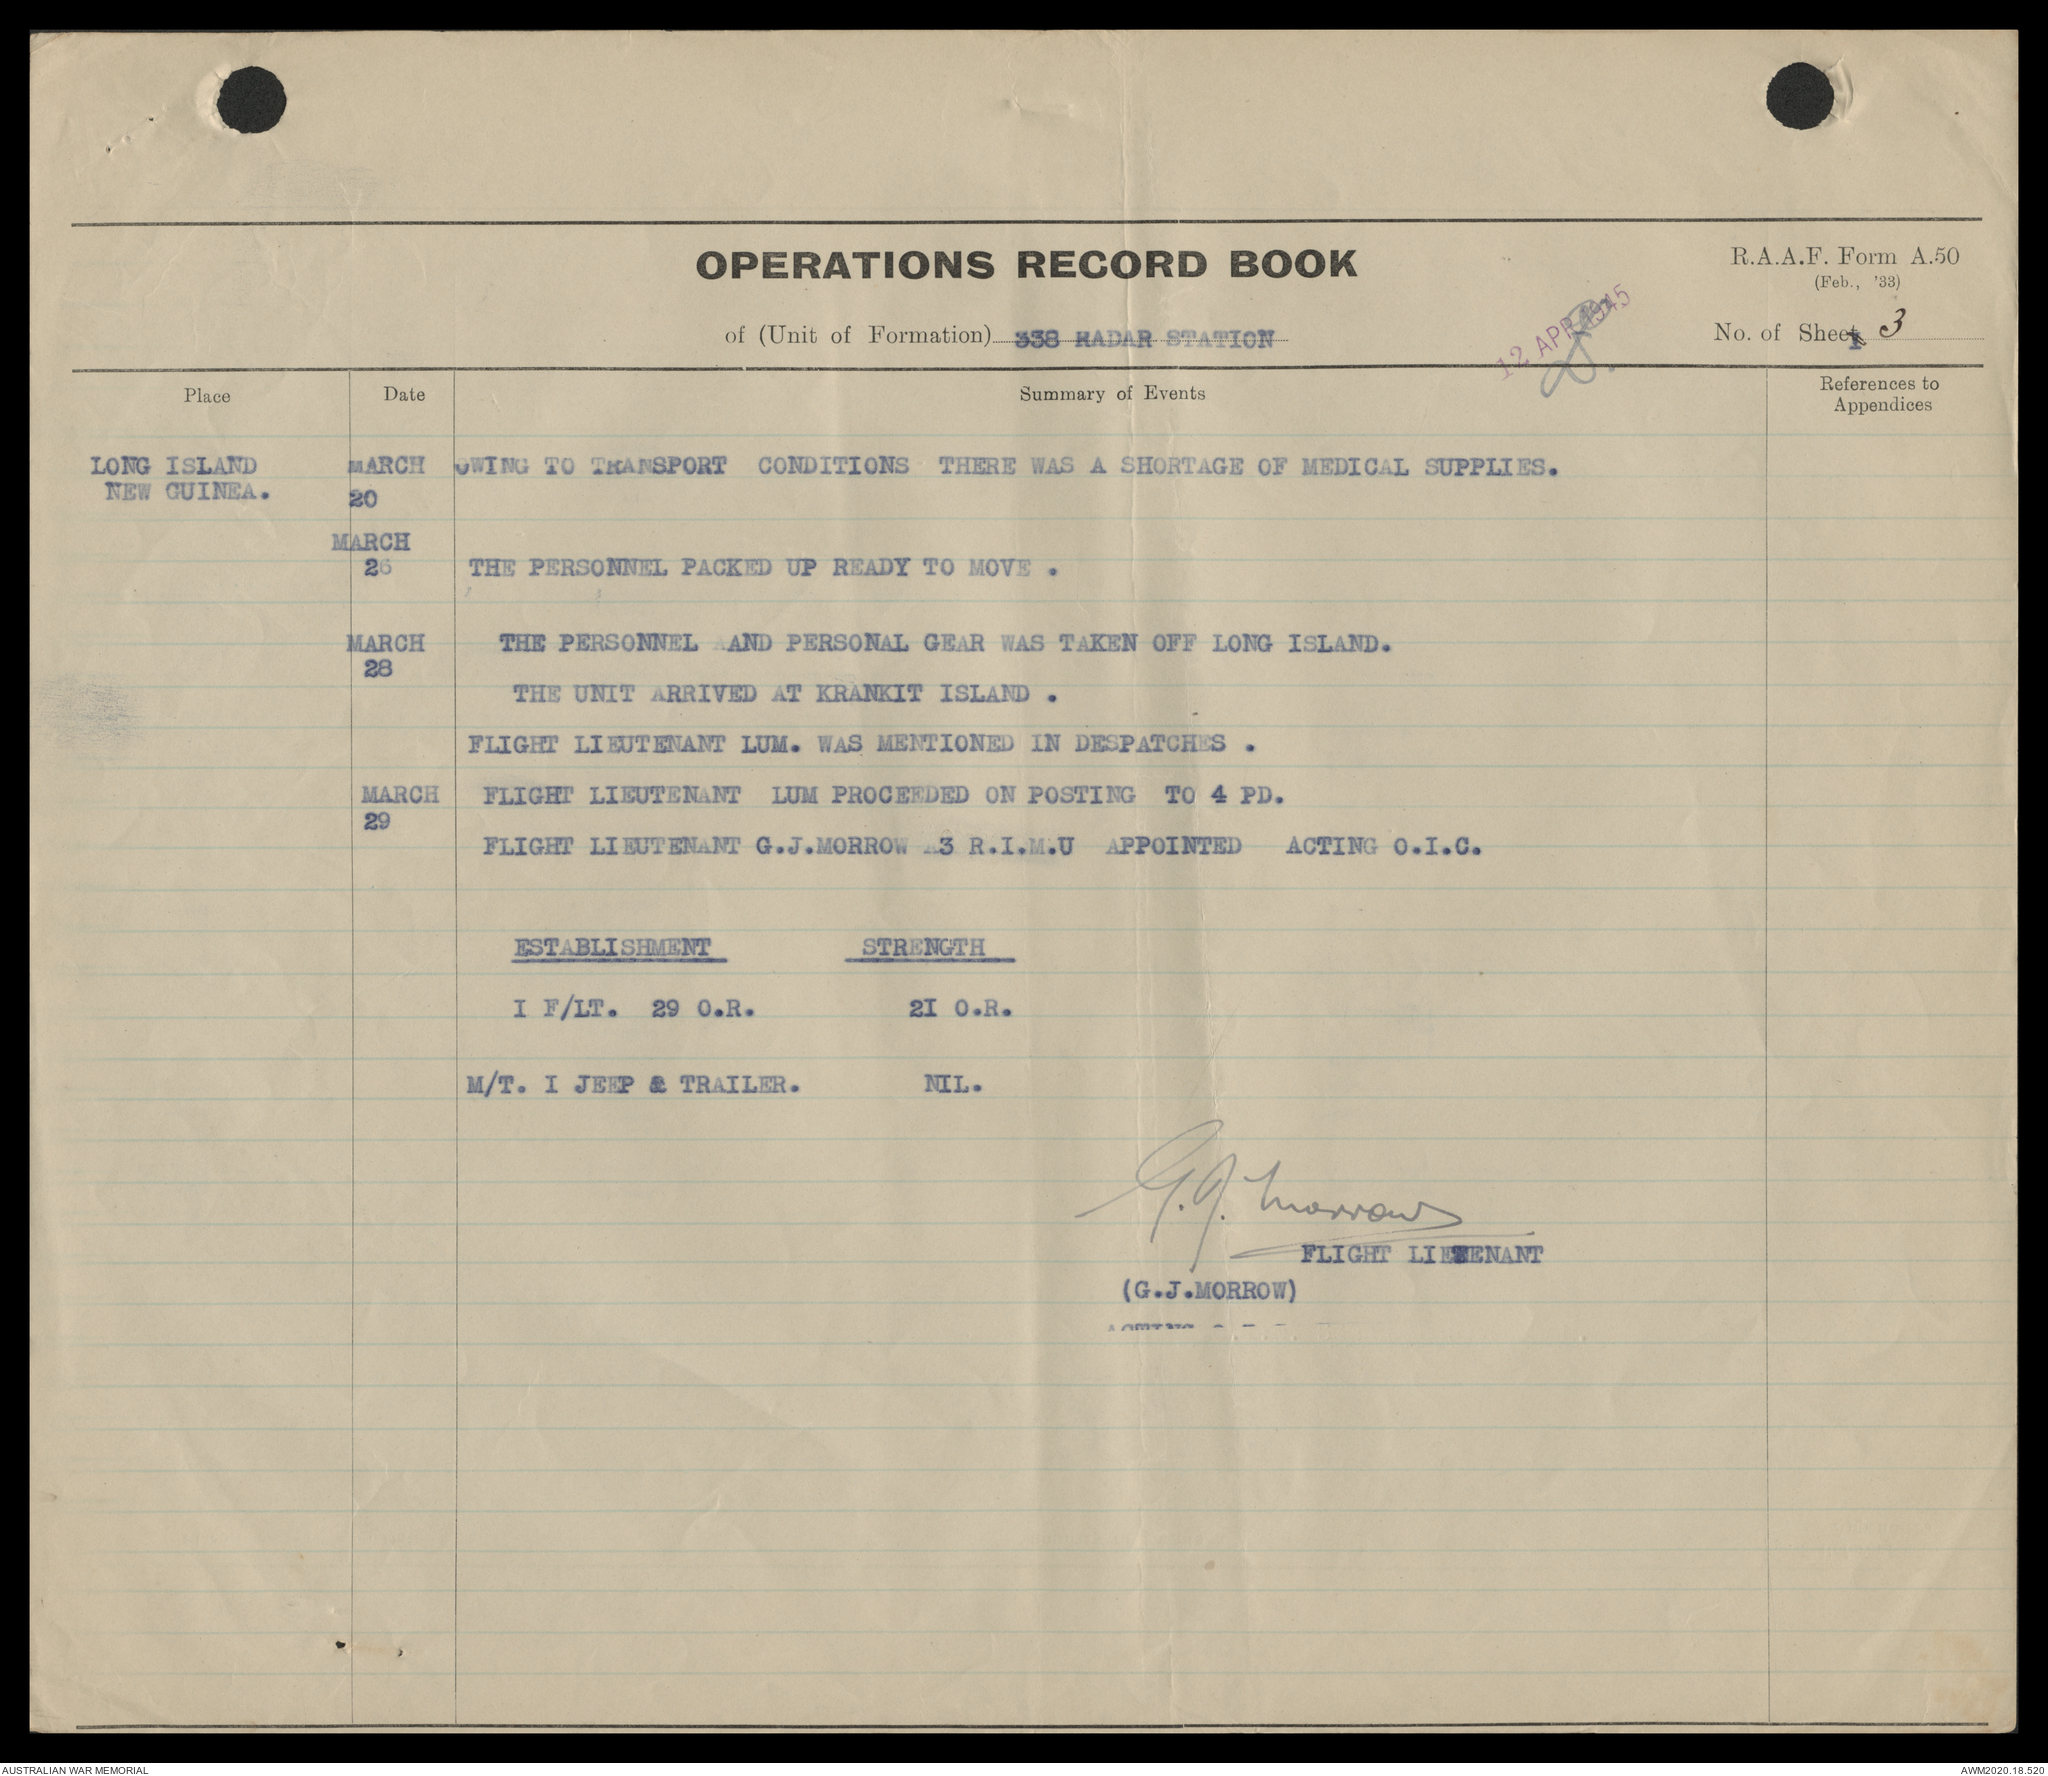 OPERATIONS RECORD BOOK
R.A.A.F. Form A.50
(Feb., '33)
of (Unit of Formation) 338 RADAR STATION
12 APR 1945
No. of Sheet 3
Place Date Summary of Events References to Appendices
LONG ISLAND MARCH OWING TO TRANSPORT CONDITIONS THERE WAS A SHORTAGE OF MEDICAL SUPPLIES.
NEW GUINEA. 20
MARCH
26 THE PERSONNEL PACKED UP READY TO MOVE .
MARCH THE PERSONNEL AND PERSONAL GEAR WAS TAKEN OFF LONG ISLAND.
28
THE UNIT ARRIVED AT KRANKIT ISLAND .
FLIGHT LIEUTENANT LUM. WAS MENTIONED IN DESPATCHES .
MARCH FLIGHT LIEUTENANT LUM PROCEEDED ON POSTING TO 4 PD.
29
FLIGHT LIEUTENANT G.J.MORROW 3 R.I.M.U APPOINTED ACTING O.I.C.
ESTABLISHMENT STRENGTH
I F/LT. 29 O.R. 2I O.R.
M/T. I JEEP & TRAILER. NIL.
G.J. Morrow
FLIGHT LIEUTENANT
(G.J.MORROW)
ACTING
AUSTRALIAN WAR MEMORIAL AWM2020.18.520